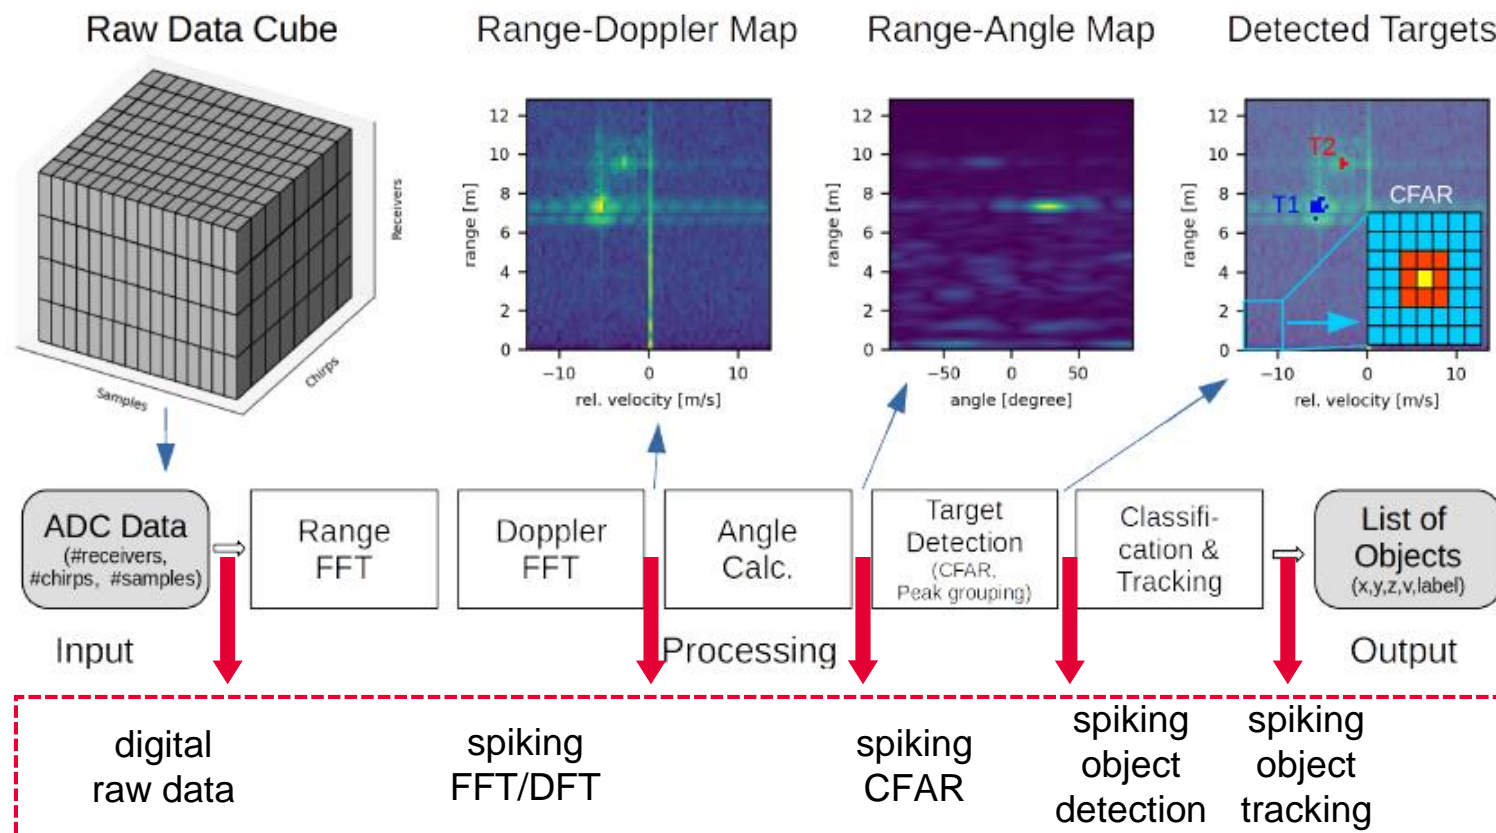 Raw Data Cube
Range-Doppler Map
Range-Angle Map
Detected Targets
Receivers
Chirps
Samples
12
10
8
6
4
2
0
range [m]
−10
0
10
rel. velocity [m/s]
12
10
8
6
4
2
0
range [m]
−50
0
50
angle [degree]
12
10
8
6
4
2
0
range [m]
T2
T1
CFAR
−10
0
10
rel. velocity [m/s]
ADC Data
(#receivers,
#chirps, #samples)
Range
FFT
Doppler
FFT
Angle
Calc.
Target
Detection
(CFAR,
Peak grouping)
Classifi-
cation &
Tracking
List of
Objects
(x,y,z,v,label)
Input
Processing
Output
digital
raw data
spiking
FFT/DFT
spiking
CFAR
spiking
object
detection
spiking
object
tracking